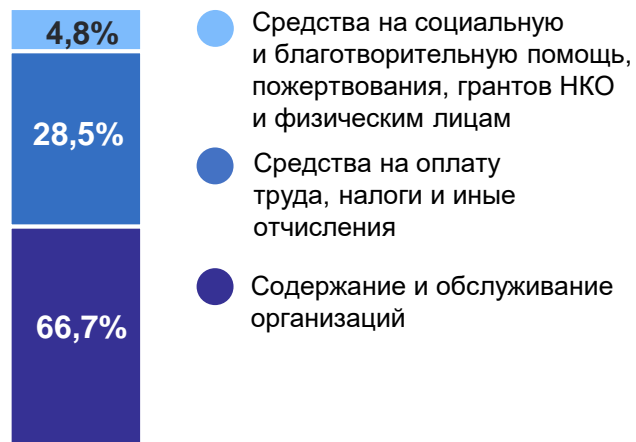 4,8%
Средства на социальную
и благотворительную помощь,
пожертвования, грантов НКО
и физическим лицам
28,5%
Средства на оплату
труда, налоги и иные
отчисления
66,7%
Содержание и обслуживание
организаций